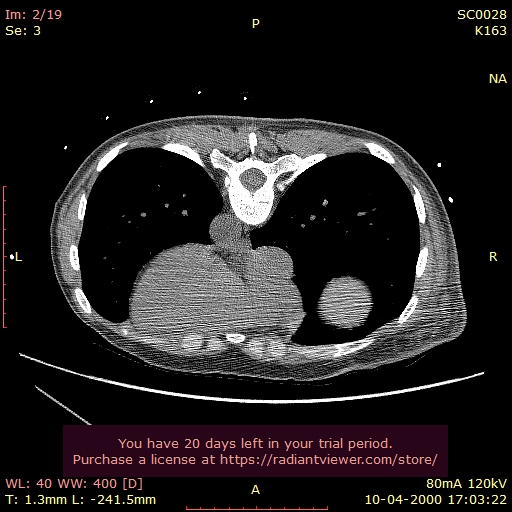 Im: 2/19
Se: 3
P
SC0028
K163
NA
L
R
You have 20 days left in your trial period.
Purchase a license at https://radiantviewer.com/store/
WL: 40 WW: 400 [D]
T: 1.3mm L: -241.5mm
A
80mA 120kV
10-04-2000 17:03:22